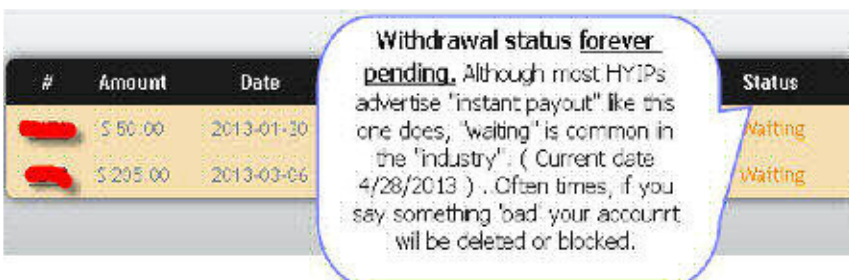 # Amount Date Status
$ 50.00 2013-01-30 Waiting
$ 295.00 2013-03-06 Waiting
Withdrawal status forever
pending. Although most HYIPs
advertise "instant payout" like this
one does, "waiting" is common in
the "industry". ( Current date
4/28/2013 ) . Often times, if you
say something 'bad' your accounrt
wil be deleted or blocked.